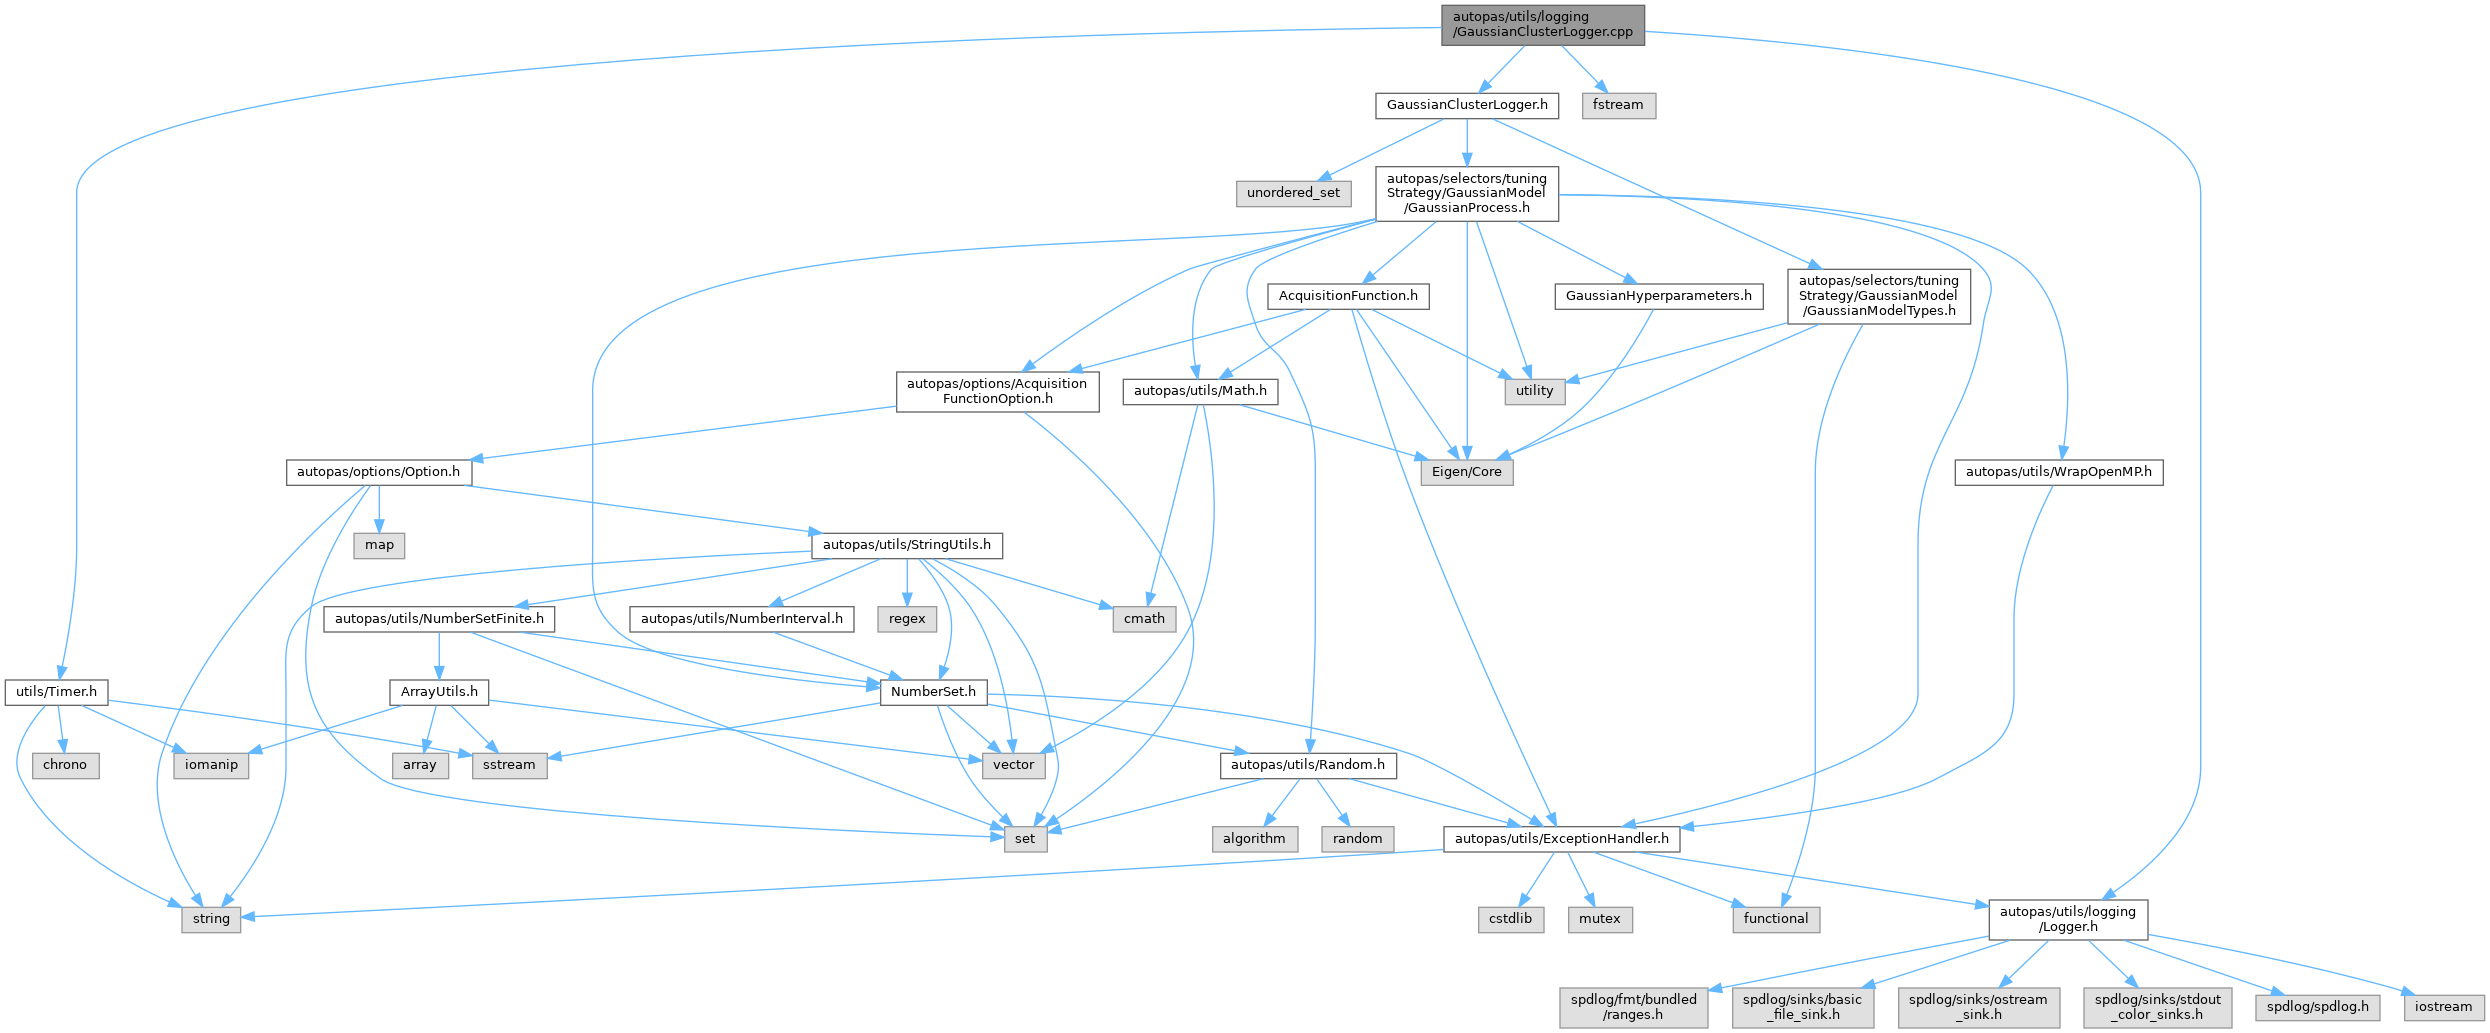 autopas/utils/logging
/GaussianClusterLogger.cpp
GaussianClusterLogger.h
fstream
unordered_set
autopas/selectors/tuning
Strategy/GaussianModel
/GaussianProcess.h
AcquisitionFunction.h
GaussianHyperparameters.h
autopas/selectors/tuning
Strategy/GaussianModel
/GaussianModelTypes.h
autopas/options/Acquisition
FunctionOption.h
autopas/utils/Math.h
utility
autopas/options/Option.h
Eigen/Core
autopas/utils/WrapOpenMP.h
map
autopas/utils/StringUtils.h
autopas/utils/NumberSetFinite.h
autopas/utils/NumberInterval.h
regex
cmath
utils/Timer.h
ArrayUtils.h
NumberSet.h
chrono
iomanip
array
sstream
vector
autopas/utils/Random.h
set
algorithm
random
autopas/utils/ExceptionHandler.h
string
cstdlib
mutex
functional
autopas/utils/logging
/Logger.h
spdlog/fmt/bundled
/ranges.h
spdlog/sinks/basic
_file_sink.h
spdlog/sinks/ostream
_sink.h
spdlog/sinks/stdout
_color_sinks.h
spdlog/spdlog.h
iostream